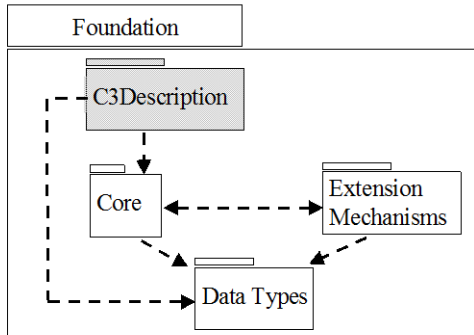 Foundation
C3Description
Core
Extension
Mechanisms
Data Types